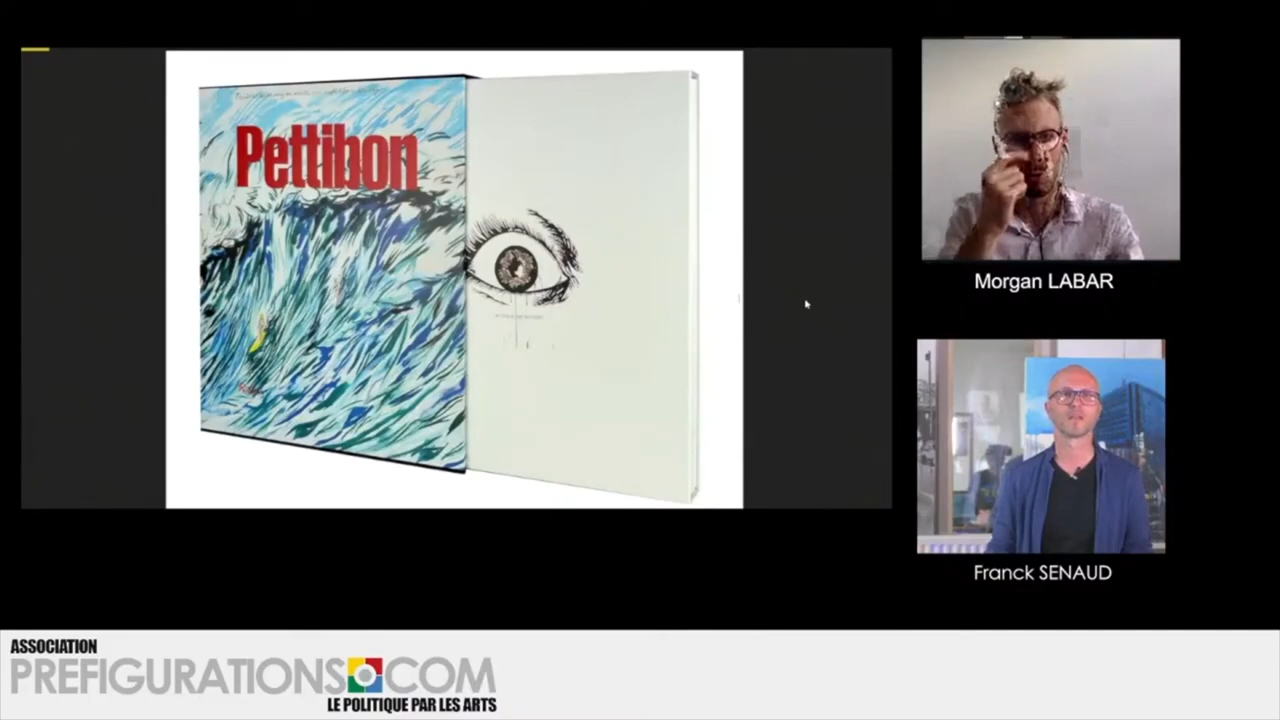 Pettibon
Morgan LABAR
Franck SENAUD
ASSOCIATION
PREFIGURATIONS.COM
LE POLITIQUE PAR LES ARTS